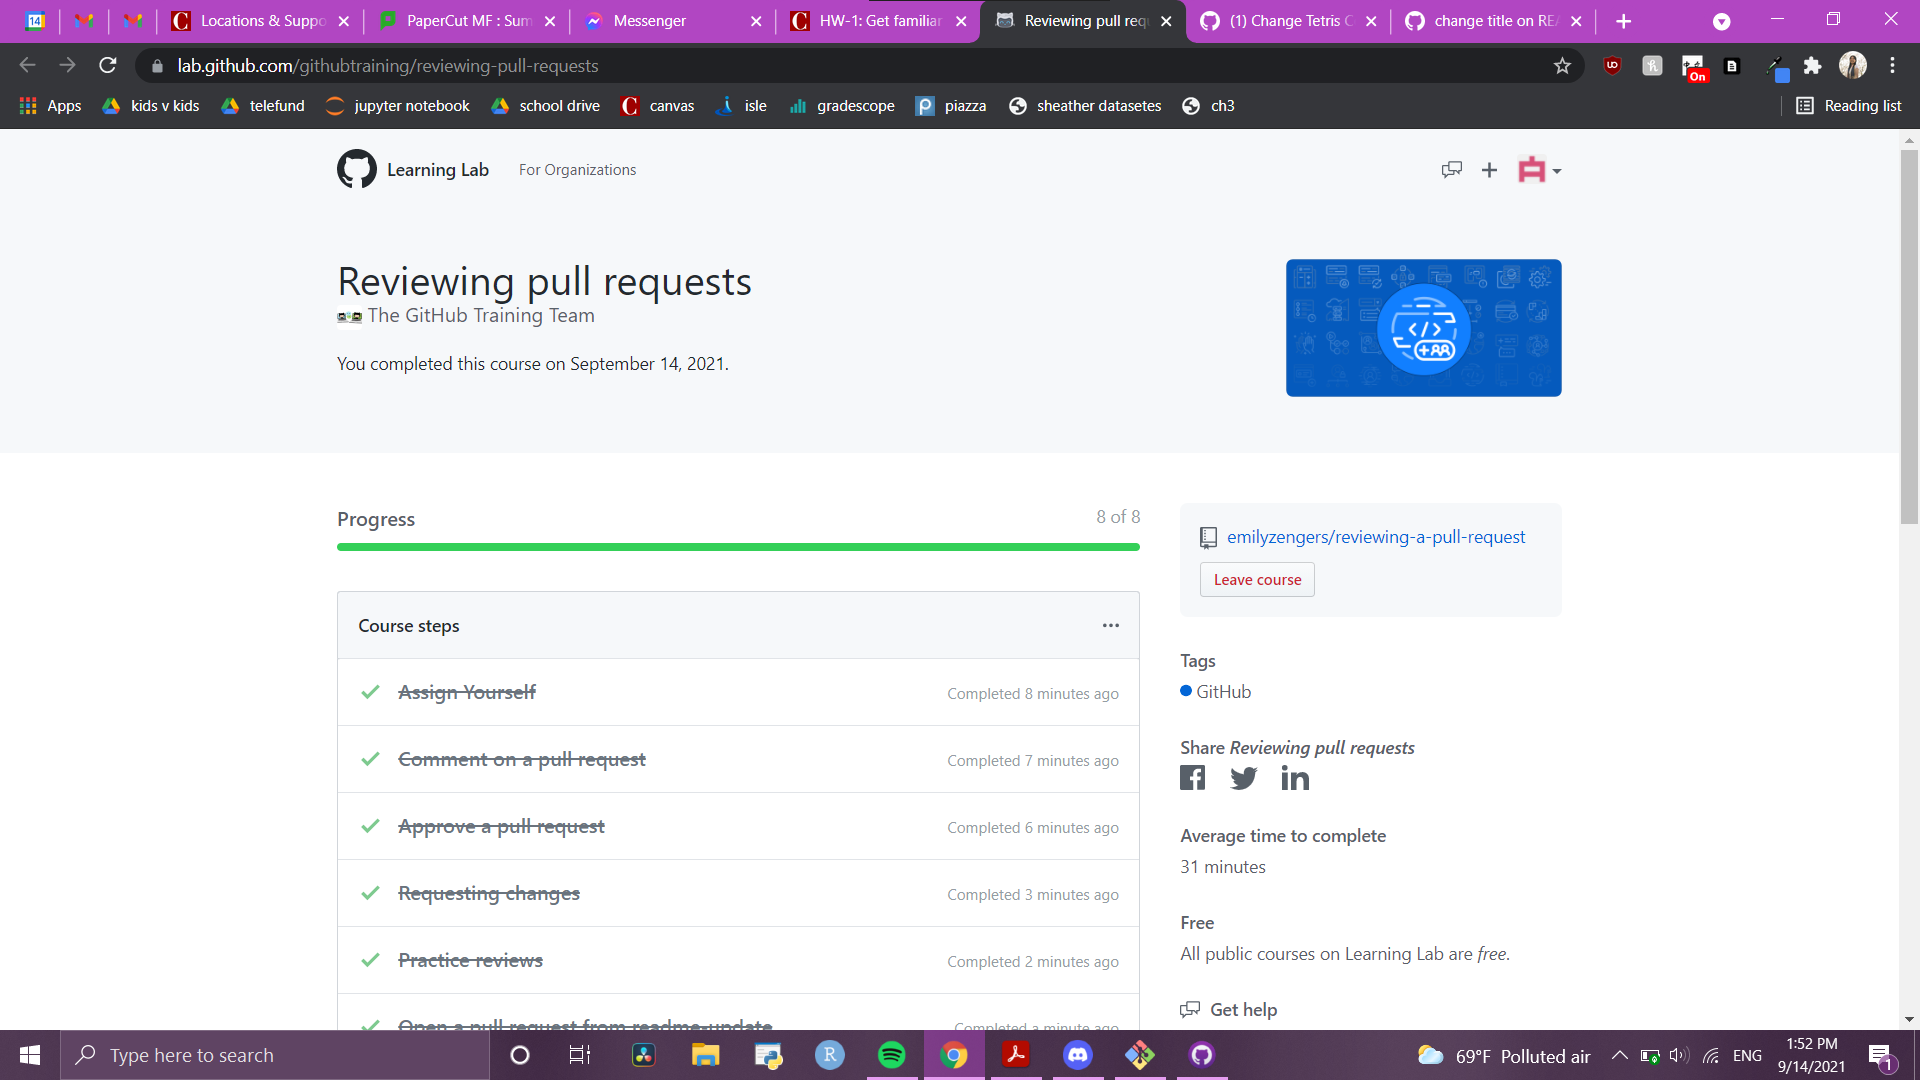 14
Locations & Suppo
PaperCut MF : Sum
Messenger
HW-1: Get familiar
Reviewing pull requ
(1) Change Tetris C
change title on REA
lab.github.com/githubtraining/reviewing-pull-requests
On
Apps
kids v kids
telefund
jupyter notebook
school drive
canvas
isle
gradescope
piazza
sheather datasetes
ch3
Reading list
Learning Lab
For Organizations
Reviewing pull requests
The GitHub Training Team
You completed this course on September 14, 2021.
Progress
8 of 8
Course steps
Assign Yourself
Completed 8 minutes ago
Comment on a pull request
Completed 7 minutes ago
Approve a pull request
Completed 6 minutes ago
Requesting changes
Completed 3 minutes ago
Practice reviews
Completed 2 minutes ago
Open a pull request from readme-update
Completed a minute ago
emilyzengers/reviewing-a-pull-request
Leave course
Tags
GitHub
Share Reviewing pull requests
Average time to complete
31 minutes
Free
All public courses on Learning Lab are free.
Get help
Type here to search
69°F Polluted air
ENG
1:52 PM
9/14/2021
1